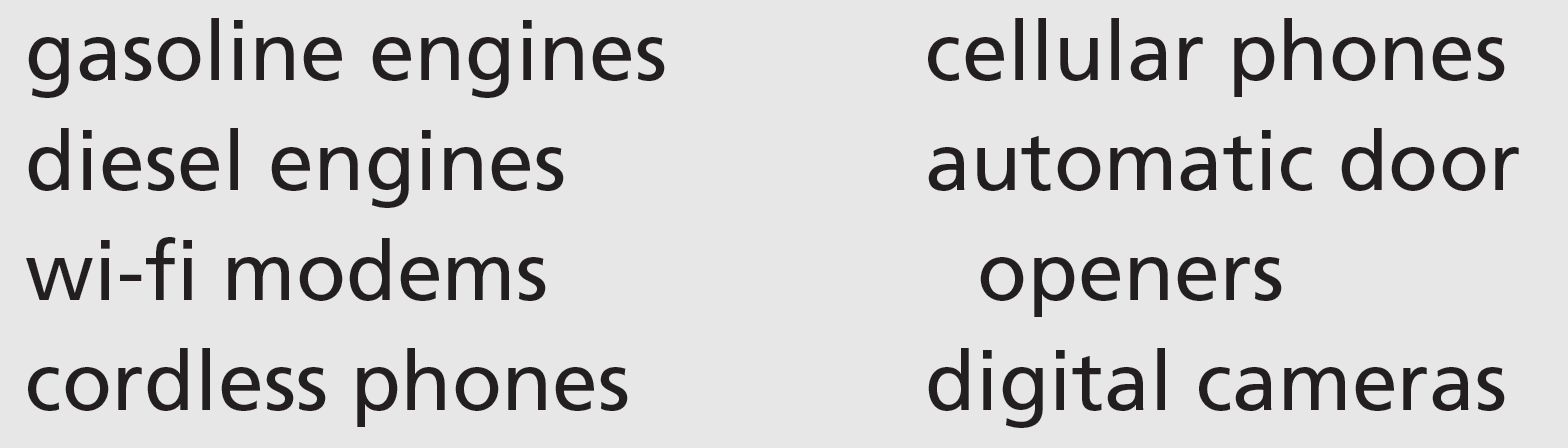 gasoline engines
diesel engines
wi-fi modems
cordless phones
cellular phones
automatic door
openers
digital cameras